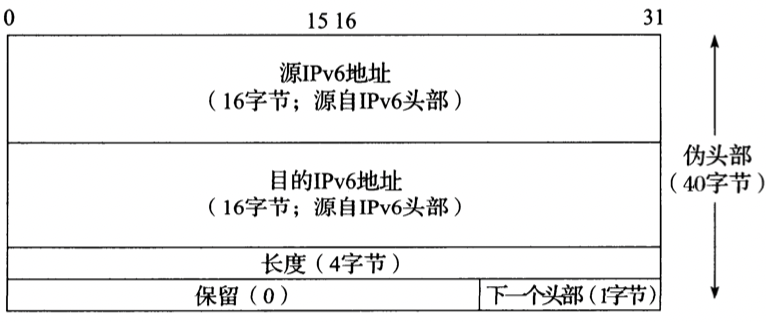 0 15 16 31
源IPv6地址
（16字节；源自IPv6头部）
目的IPv6地址
（16字节；源自IPv6头部）
伪头部
（40字节）
长度（4字节）
保留（0）
下一个头部（1字节）